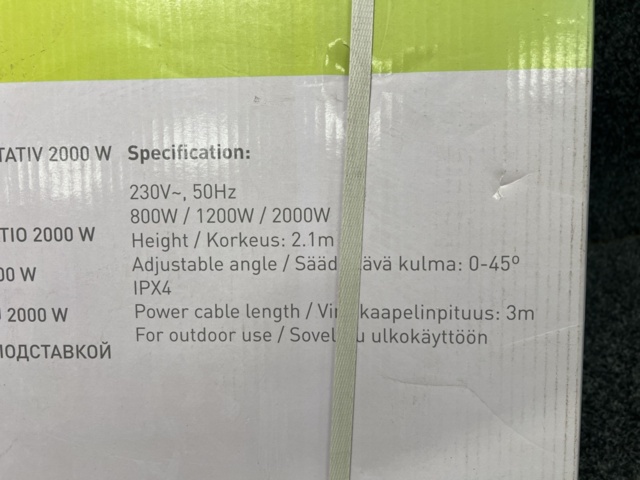 TATIV 2000 W
TIO 2000 W
00 W
2000 W
ПОДСТАВКОЙ
Specification:
230V~, 50Hz
800W / 1200W / 2000W
Height / Korkeus: 2.1m
Adjustable angle / Sääd ävä kulma: 0-45º
IPX4
Power cable length / Vir kaapelinpituus: 3m
For outdoor use / Sovel u ulkokäyttöön